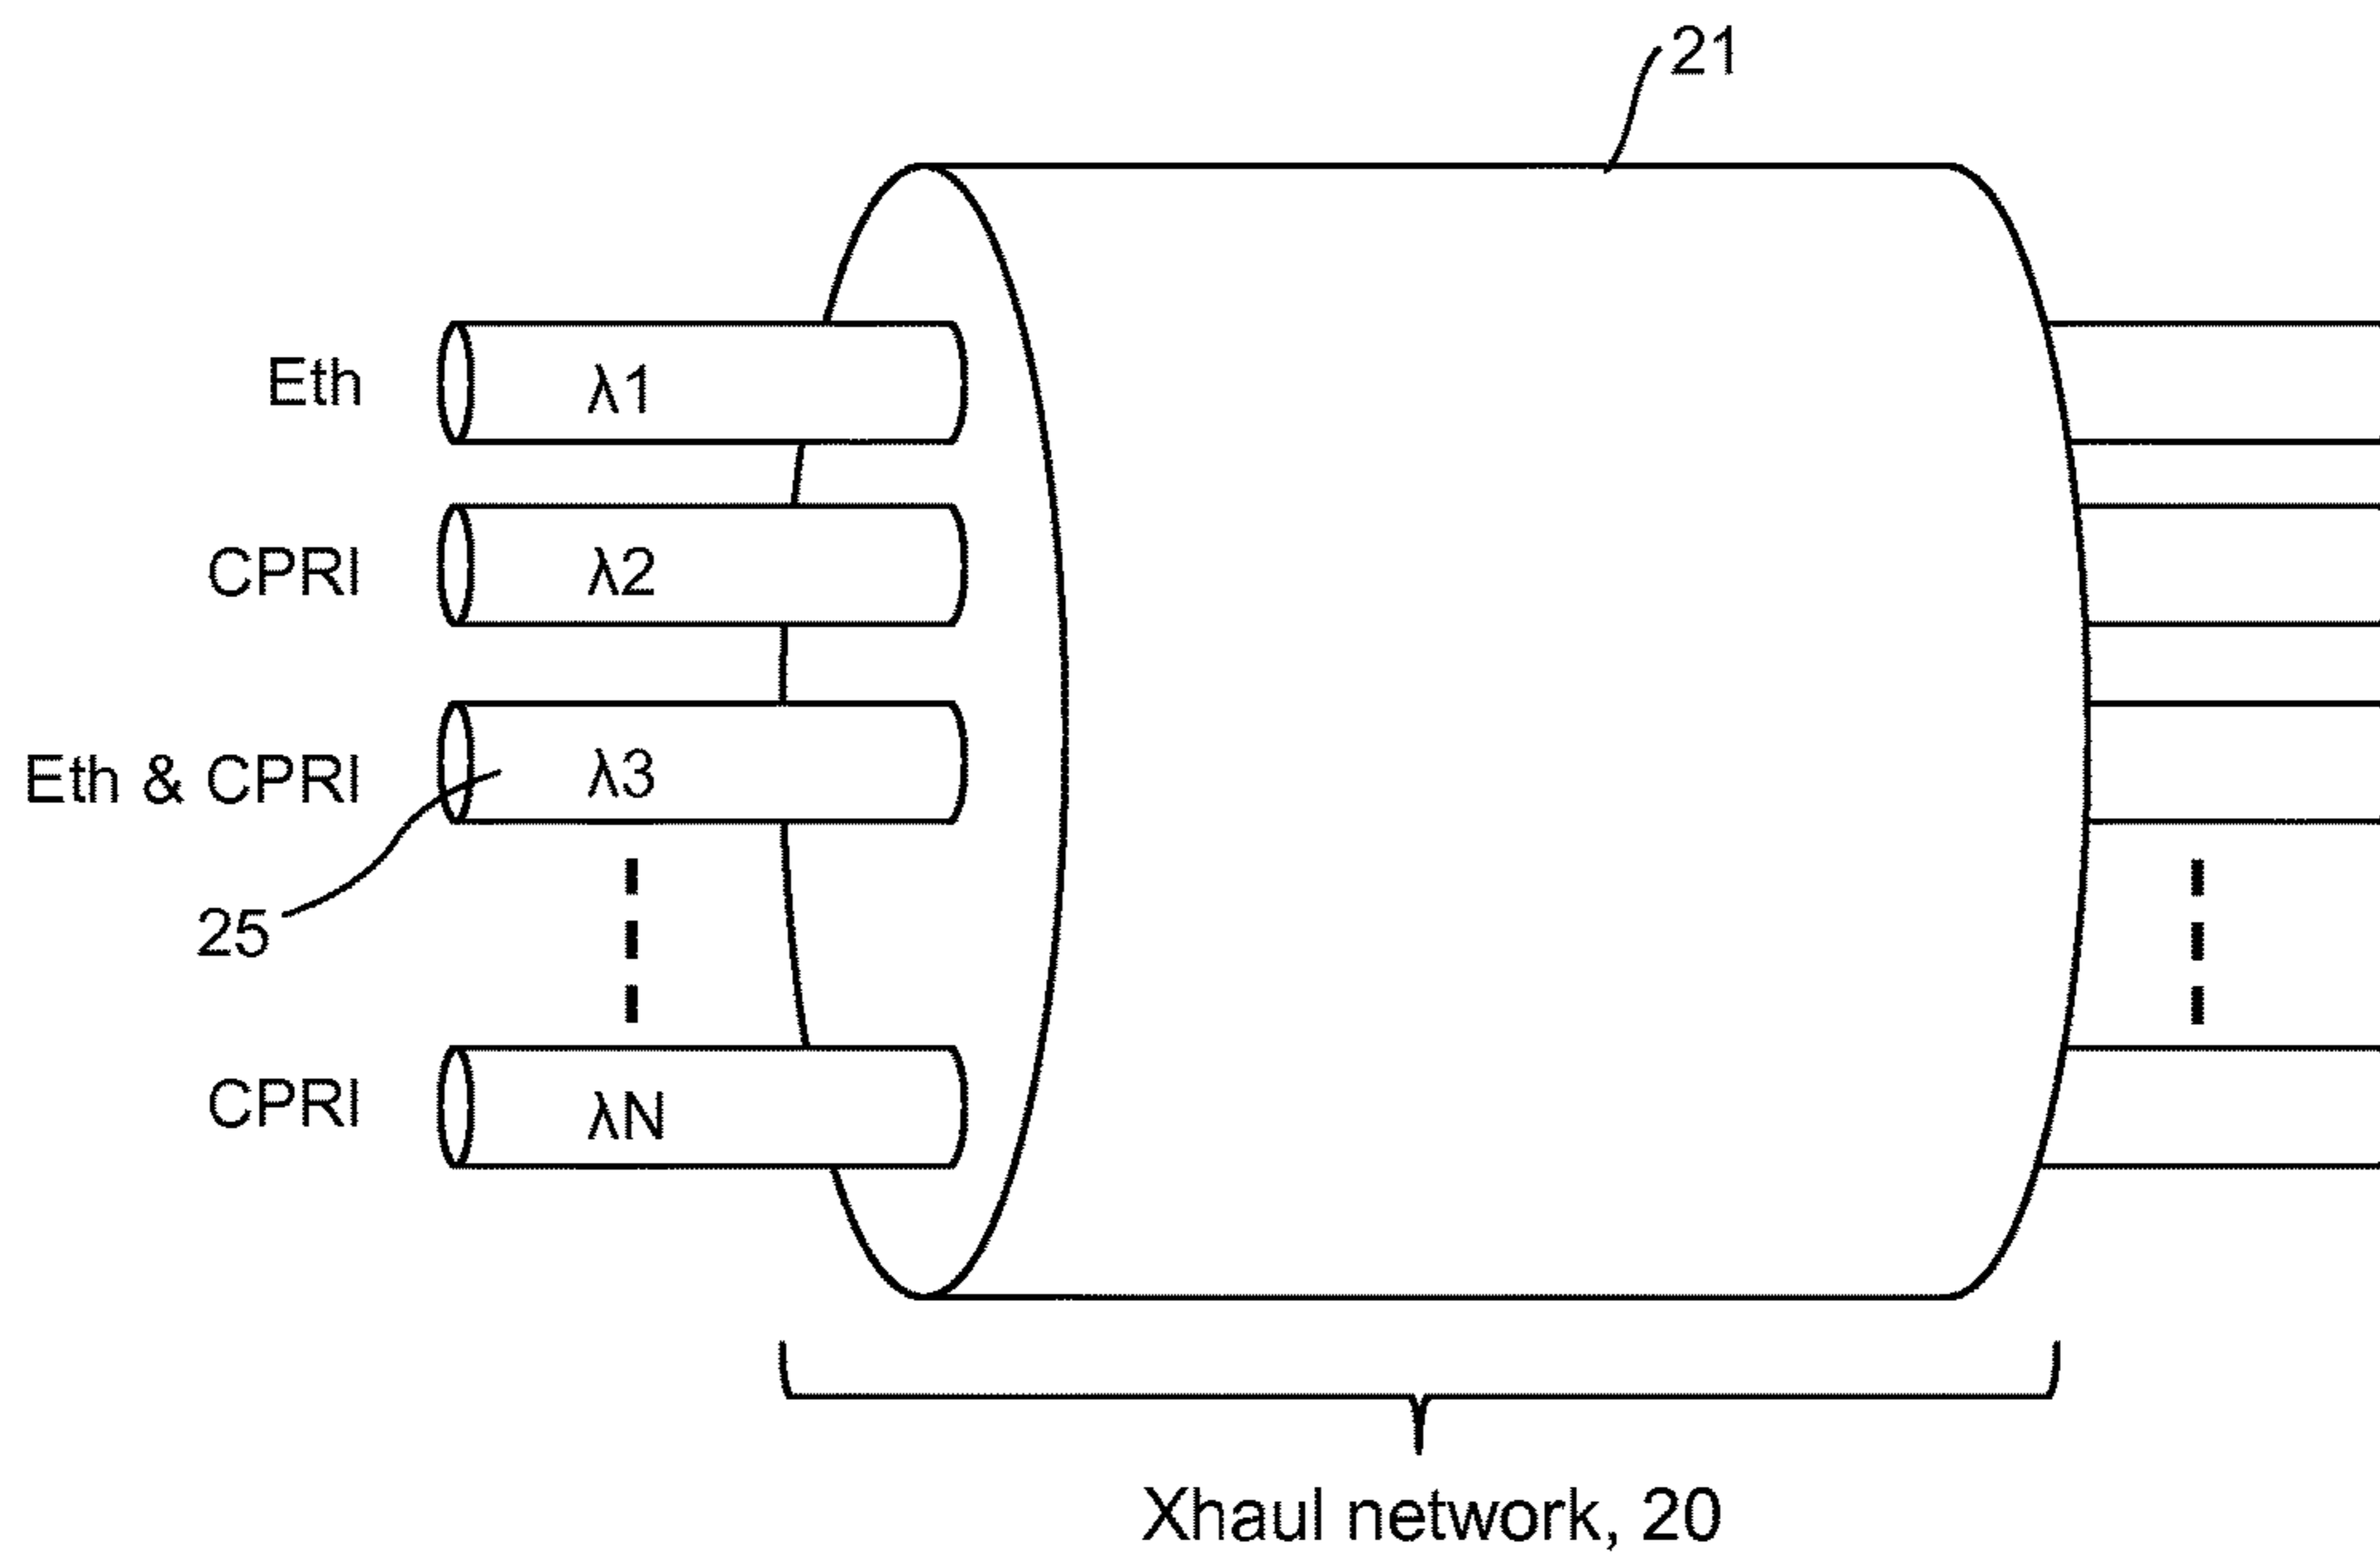 21
Eth
λ1
CPRI
λ2
Eth & CPRI
λ3
25
CPRI
λN
Xhaul network, 20